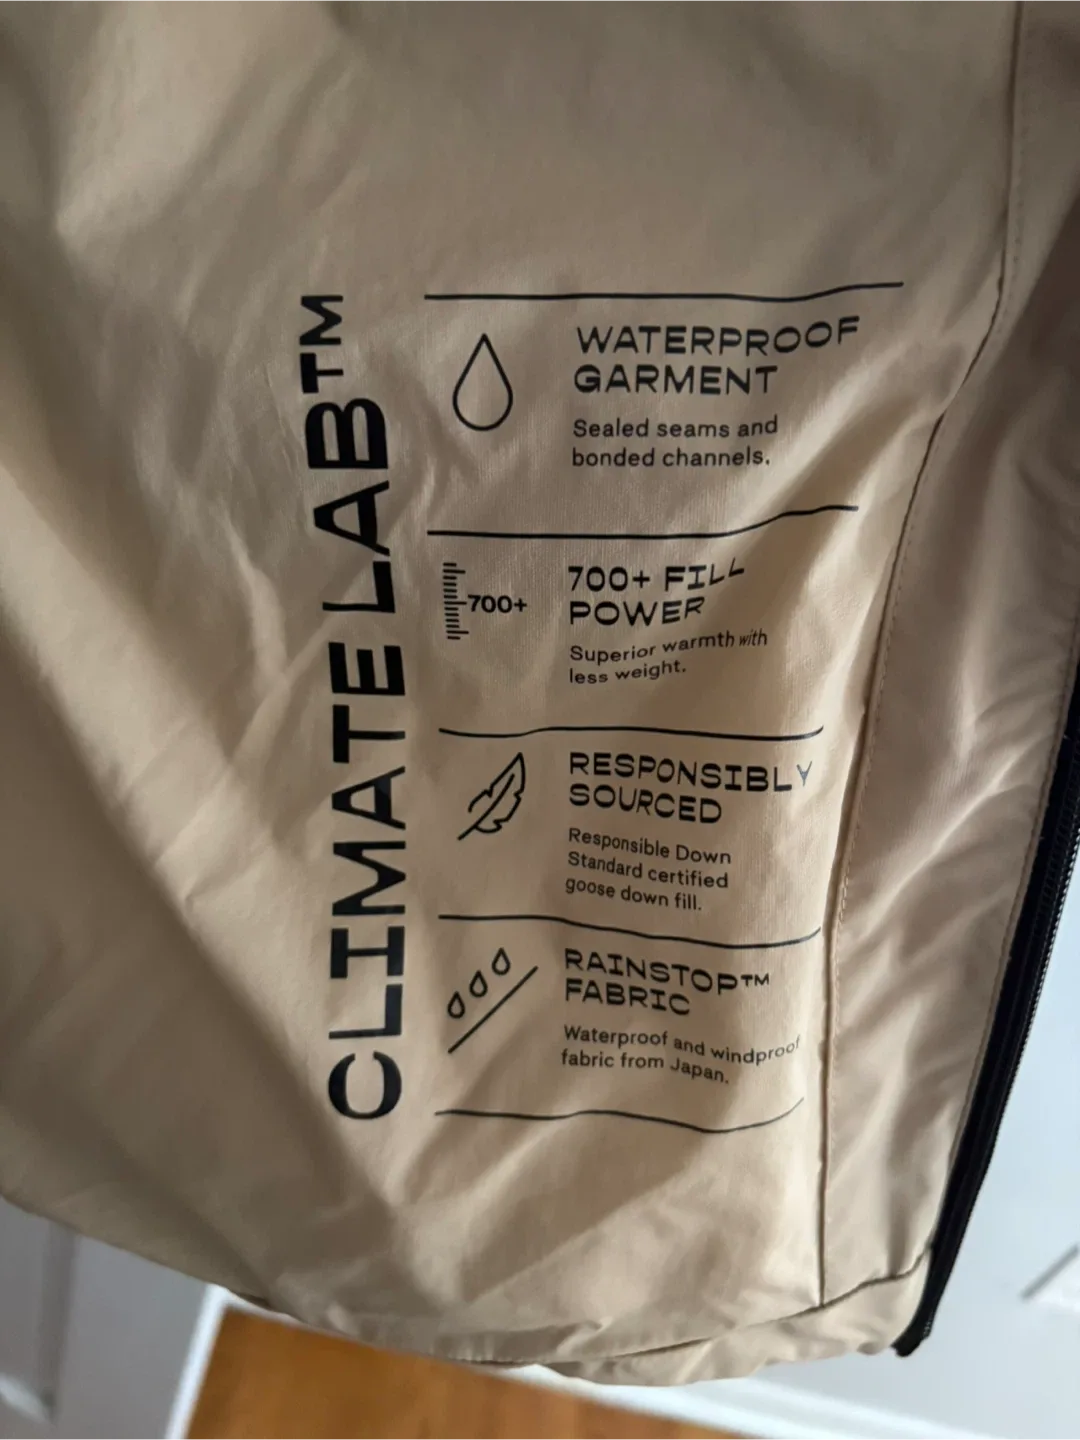 CLIMATE LAB™
WATERPROOF
GARMENT
Sealed seams and
bonded channels.
700+
700+ FILL
POWER
Superior warmth with
less weight.
RESPONSIBLY
SOURCED
Responsible Down
Standard certified
goose down fill.
RAINSTOP™
FABRIC
Waterproof and windproof
fabric from Japan.